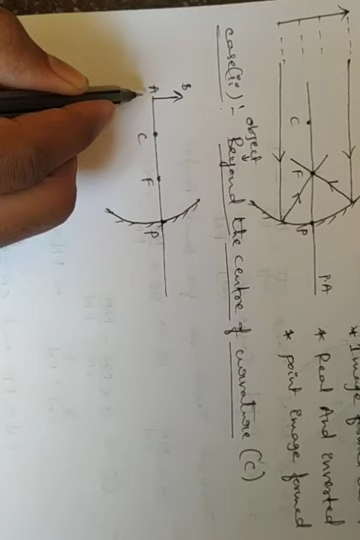 * Real And inverted
* point image formed
C
F
P
P.A
case(ii):- object Beyond the centre of curvature (C)
B
A
C
F
P